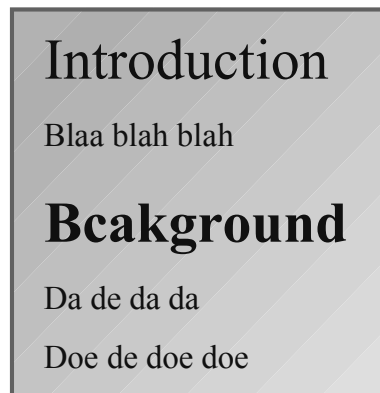 Introduction
Blaa blah blah
Bcakground
Da de da da
Doe de doe doe